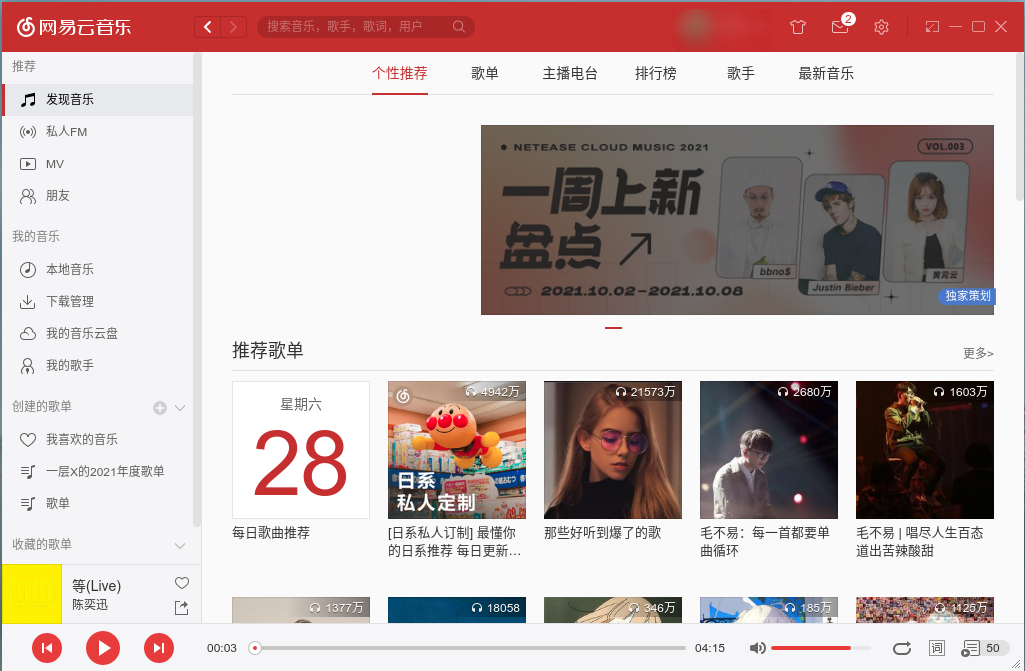 网易云音乐
搜索音乐，歌手，歌词，用户
2
推荐
发现音乐
私人FM
MV
朋友
我的音乐
本地音乐
下载管理
我的音乐云盘
我的歌手
创建的歌单
我喜欢的音乐
一层X的2021年度歌单
歌单
收藏的歌单
等(Live)
陈奕迅
个性推荐 歌单 主播电台 排行榜 歌手 最新音乐
NETEASE CLOUD MUSIC 2021
VOL.003
一周上新
盘点
bbno$
Justin Bieber
黄霄云
2021.10.02-2021.10.08
独家策划
推荐歌单
更多>
星期六
28
每日歌曲推荐
4942万
日系
私人定制
[日系私人订制] 最懂你
的日系推荐 每日更新…
21573万
那些好听到爆了的歌
2680万
毛不易：每一首都要单
曲循环
1603万
毛不易 | 唱尽人生百态
道出苦辣酸甜
1377万
18058
346万
185万
1125万
00:03
04:15
词
50